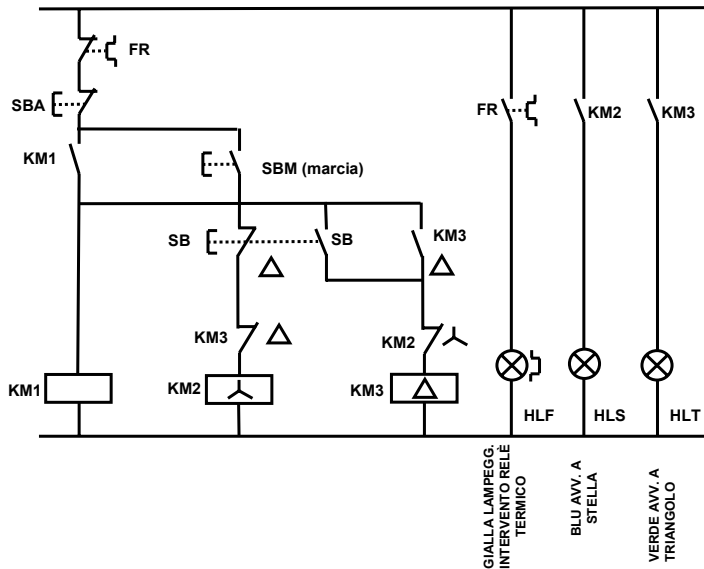 FR
SBA
KM1
SBM (marcia)
SB
SB
KM3
KM3
KM2
KM1
KM2
KM3
FR
KM2
KM3
HLF
HLS
HLT
GIALLA LAMPEGG.
INTERVENTO RELÈ
TERMICO
BLU AVV. A
STELLA
VERDE AVV. A
TRIANGOLO